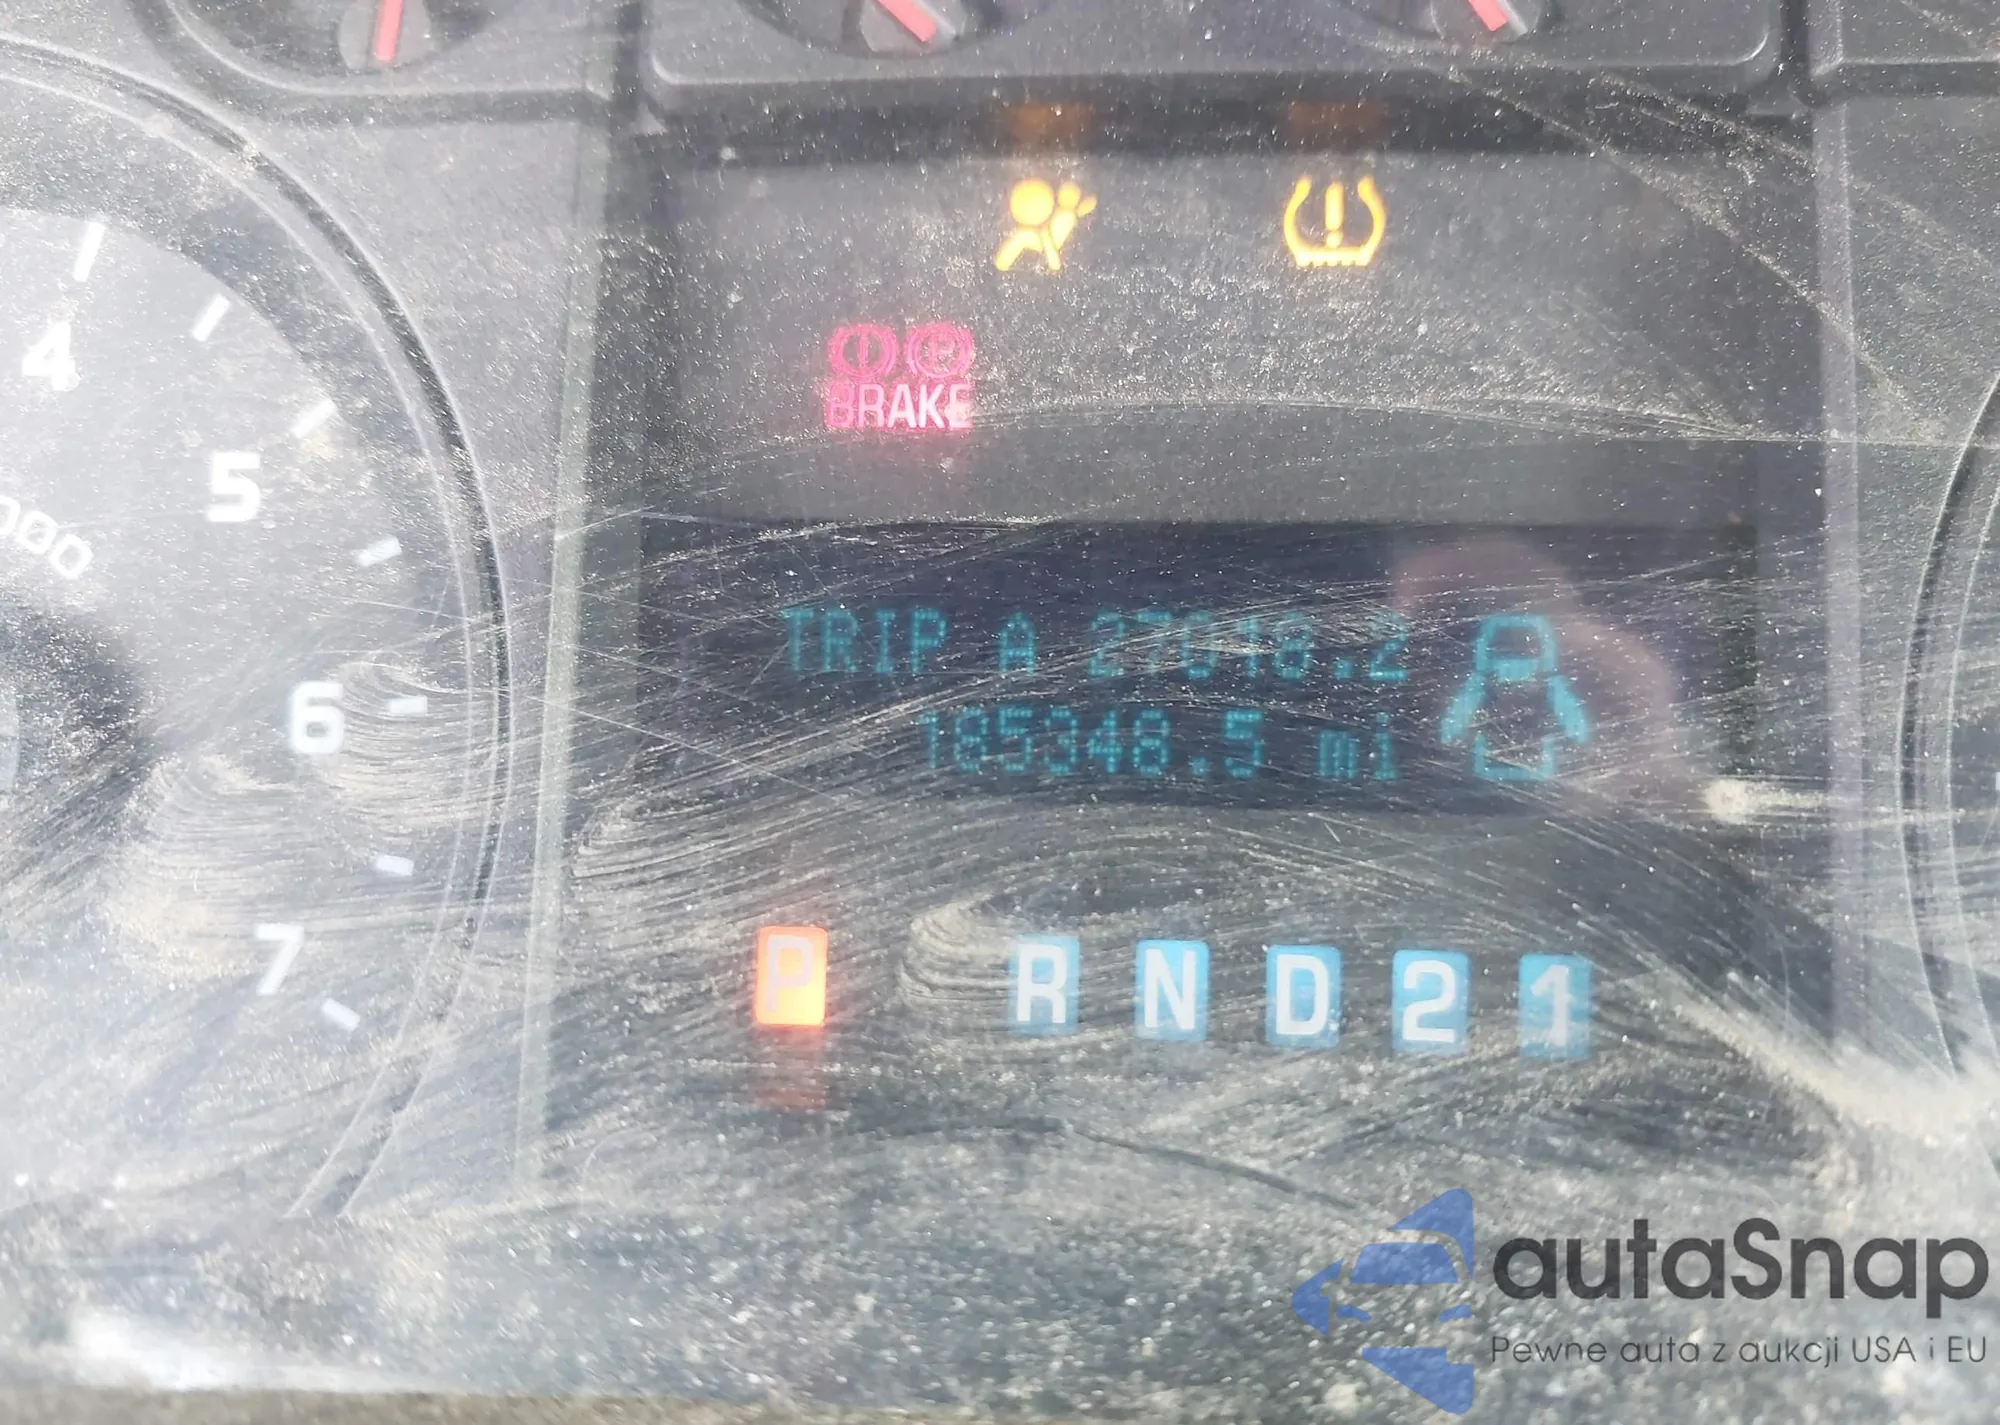 4
5
000
6
7
BRAKE
TRIP A 27018.2
185348.5 mi
P R N D 2 1
autaSnap
Pewne auta z aukcji USA i EU